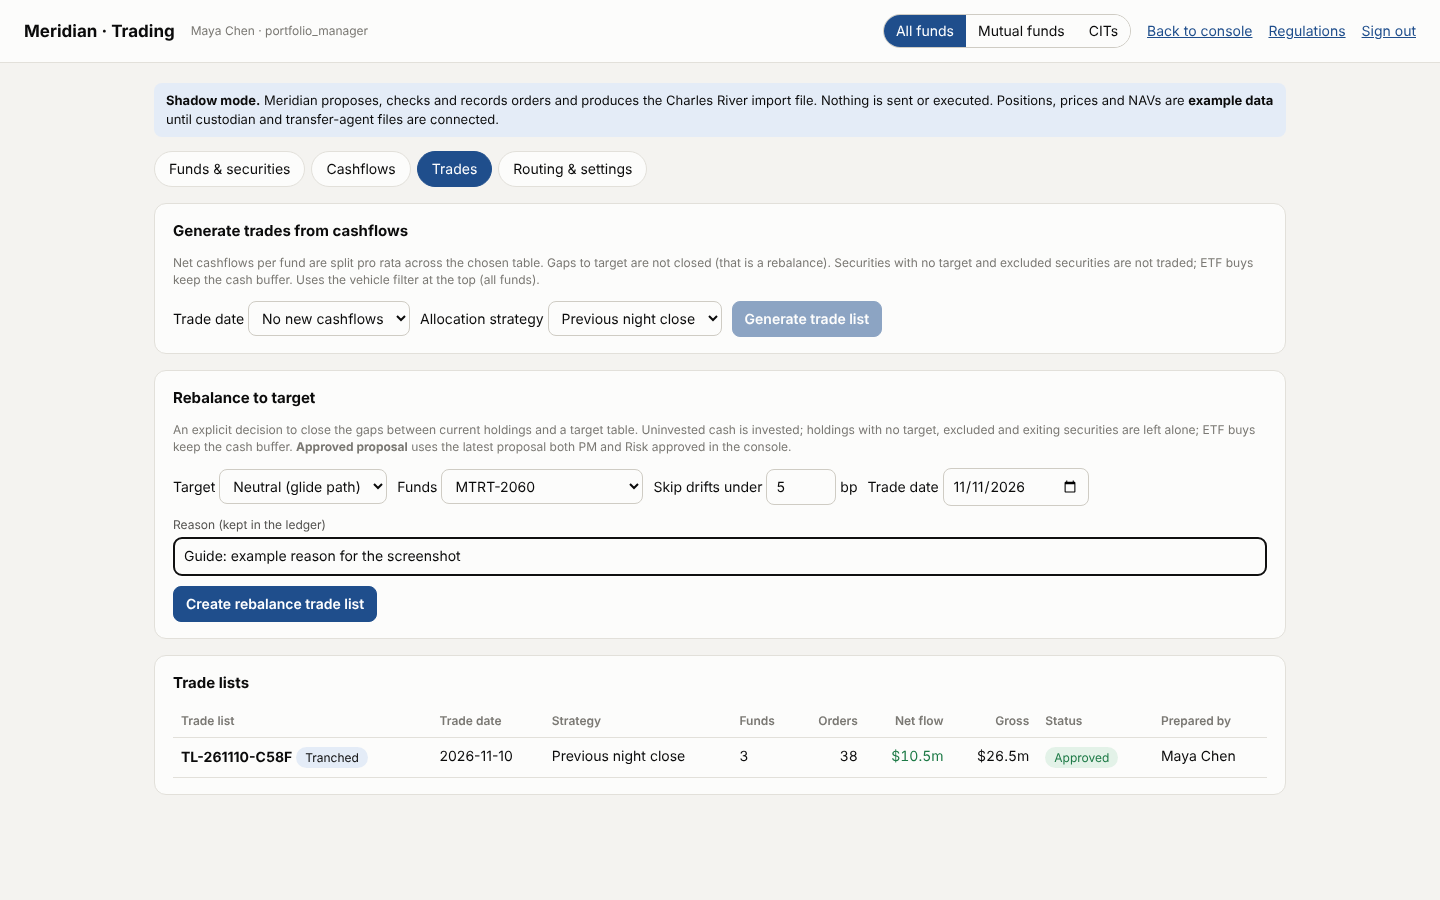 Meridian · Trading
Maya Chen · portfolio_manager
All funds
Mutual funds
CITs
Back to console
Regulations
Sign out
Shadow mode. Meridian proposes, checks and records orders and produces the Charles River import file. Nothing is sent or executed. Positions, prices and NAVs are example data
until custodian and transfer-agent files are connected.
Funds & securities
Cashflows
Trades
Routing & settings
Generate trades from cashflows
Net cashflows per fund are split pro rata across the chosen table. Gaps to target are not closed (that is a rebalance). Securities with no target and excluded securities are not traded; ETF buys
keep the cash buffer. Uses the vehicle filter at the top (all funds).
Trade date No new cashflows Allocation strategy Previous night close Generate trade list
Rebalance to target
An explicit decision to close the gaps between current holdings and a target table. Uninvested cash is invested; holdings with no target, excluded and exiting securities are left alone; ETF buys
keep the cash buffer. Approved proposal uses the latest proposal both PM and Risk approved in the console.
Target Neutral (glide path) Funds MTRT-2060 Skip drifts under 5 bp Trade date 11/11/2026
Reason (kept in the ledger)
Guide: example reason for the screenshot
Create rebalance trade list
Trade lists
Trade list Trade date Strategy Funds Orders Net flow Gross Status Prepared by
TL-261110-C58F Tranched 2026-11-10 Previous night close 3 38 $10.5m $26.5m Approved Maya Chen